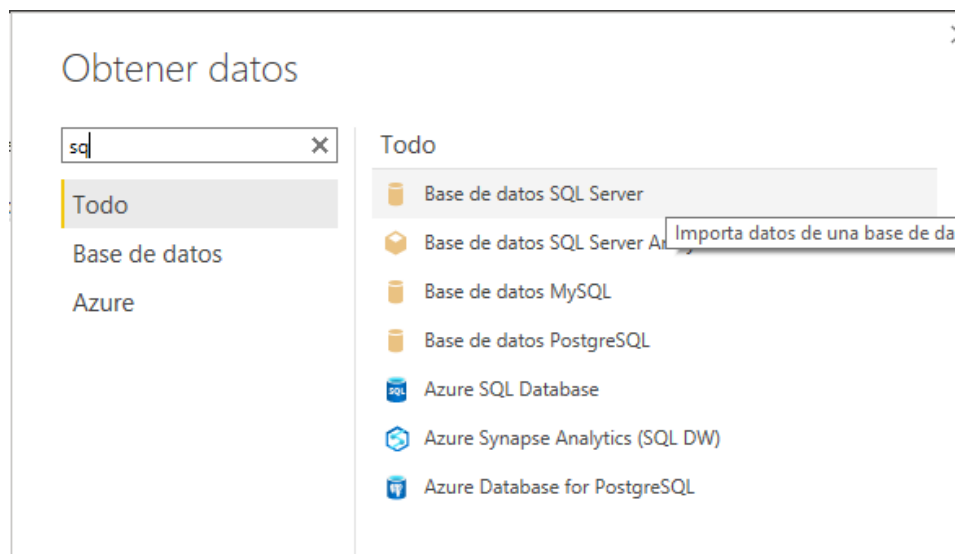 Obtener datos
sq
Todo
Base de datos
Azure
Todo
Base de datos SQL Server
Importa datos de una base de da
Base de datos SQL Server
Base de datos MySQL
Base de datos PostgreSQL
Azure SQL Database
Azure Synapse Analytics (SQL DW)
Azure Database for PostgreSQL